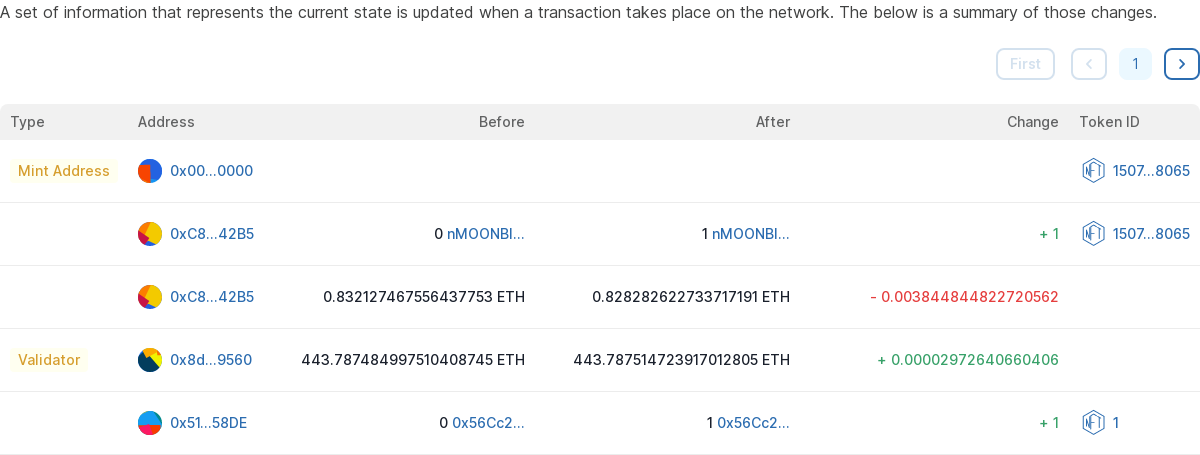 A set of information that represents the current state is updated when a transaction takes place on the network. The below is a summary of those changes.
First 1
Type Address Before After Change Token ID
Mint Address 0x00...0000 NFT 1507...8065
0xC8...42B5 0 nMOONBI... 1 nMOONBI... + 1 NFT 1507...8065
0xC8...42B5 0.832127467556437753 ETH 0.828282622733717191 ETH - 0.003844844822720562
Validator 0x8d...9560 443.787484997510408745 ETH 443.787514723917012805 ETH + 0.00002972640660406
0x51...58DE 0 0x56Cc2... 1 0x56Cc2... + 1 NFT 1